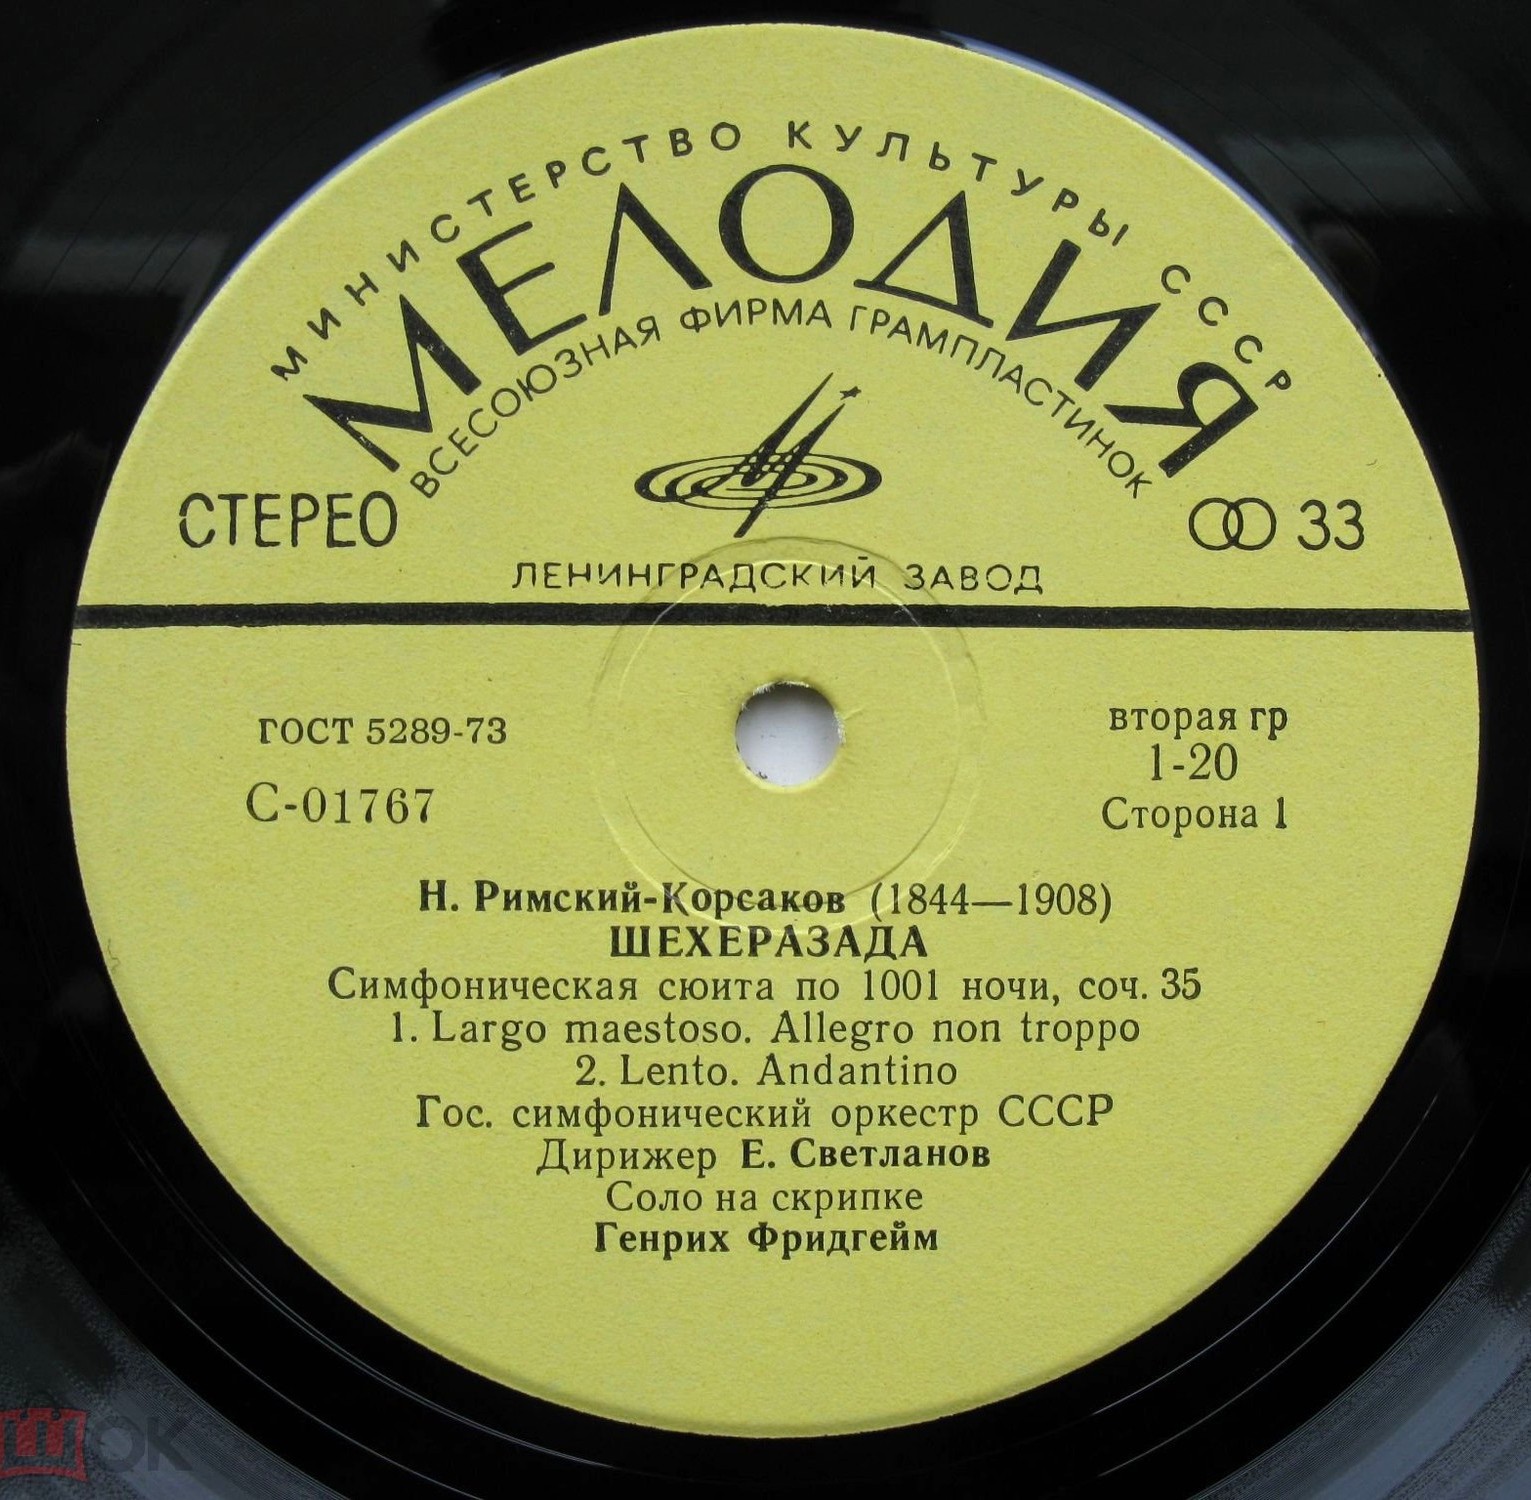 МИНИСТЕРСТВО КУЛЬТУРЫ СССР
МЕЛОДИЯ
ВСЕСОЮЗНАЯ ФИРМА ГРАМПЛАСТИНОК
СТЕРЕО
33
ЛЕНИНГРАДСКИЙ ЗАВОД
ГОСТ 5289-73
С-01767
вторая гр
1-20
Сторона 1
Н. Римский-Корсаков (1844—1908)
ШЕХЕРАЗАДА
Симфоническая сюита по 1001 ночи, соч. 35
1. Largo maestoso. Allegro non troppo
2. Lento. Andantino
Гос. симфонический оркестр СССР
Дирижер Е. Светланов
Соло на скрипке
Генрих Фридгейм
ШОК